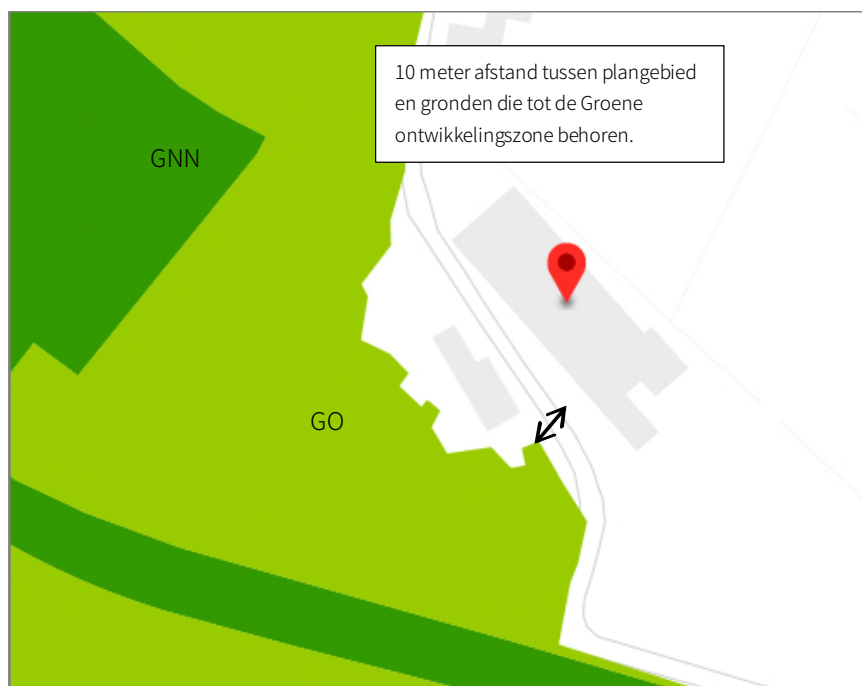 10 meter afstand tussen plangebied
en gronden die tot de Groene
ontwikkelingszone behoren.
GNN
GO